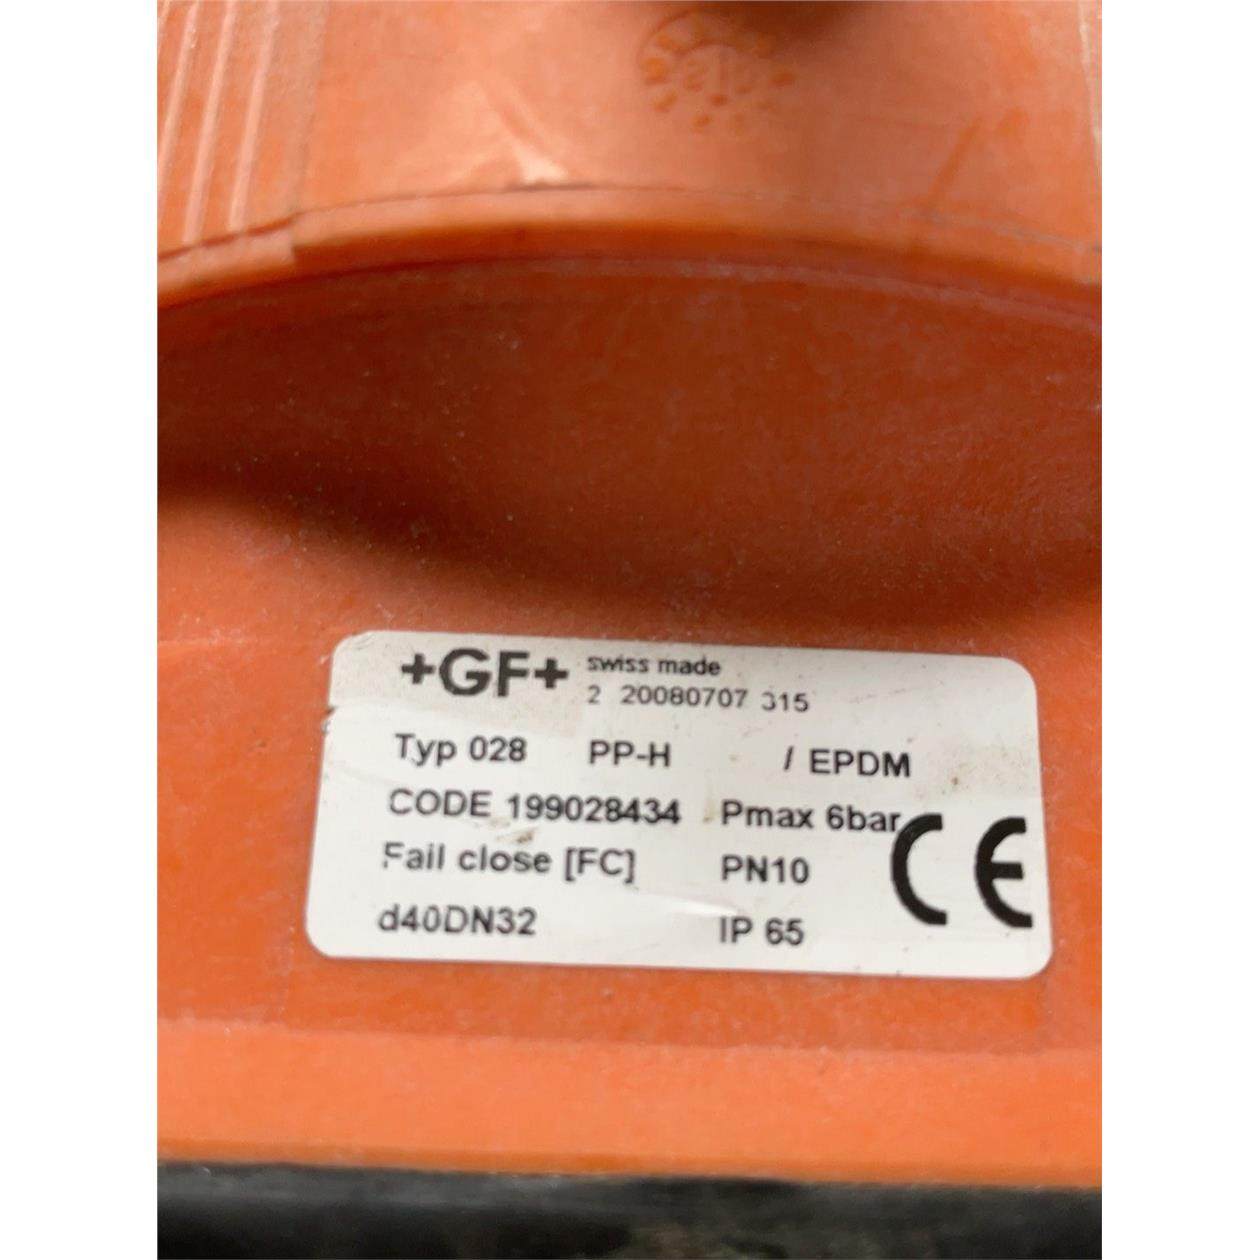 +GF+ swiss made
2 20080707 315
Typ 028 PP-H / EPDM
CODE 199028434 Pmax 6bar
Fail close [FC] PN10 CE
d40DN32 IP 65